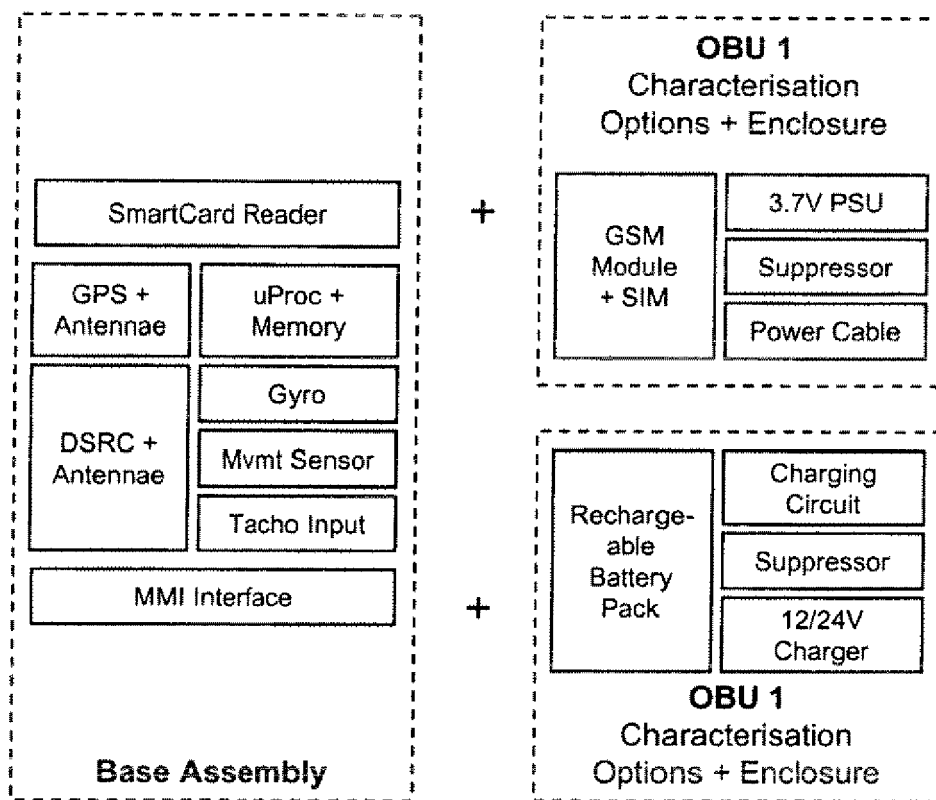 SmartCard Reader
GPS +
Antennae
uProc +
Memory
DSRC +
Antennae
Gyro
Mvmt Sensor
Tacho Input
MMI Interface
Base Assembly
+
OBU 1
Characterisation
Options + Enclosure
GSM
Module
+ SIM
3.7V PSU
Suppressor
Power Cable
+
Recharge-
able
Battery
Pack
Charging
Circuit
Suppressor
12/24V
Charger
OBU 1
Characterisation
Options + Enclosure